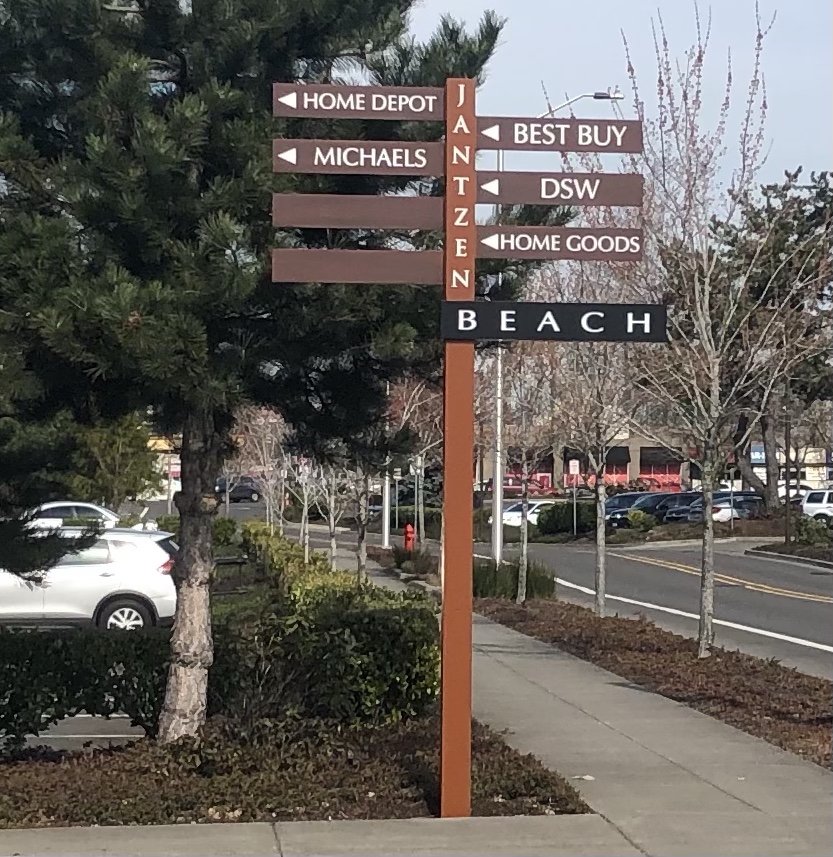 ◄ HOME DEPOT
◄ MICHAELS
JANTZEN
◄ BEST BUY
◄ DSW
◄ HOME GOODS
BEACH